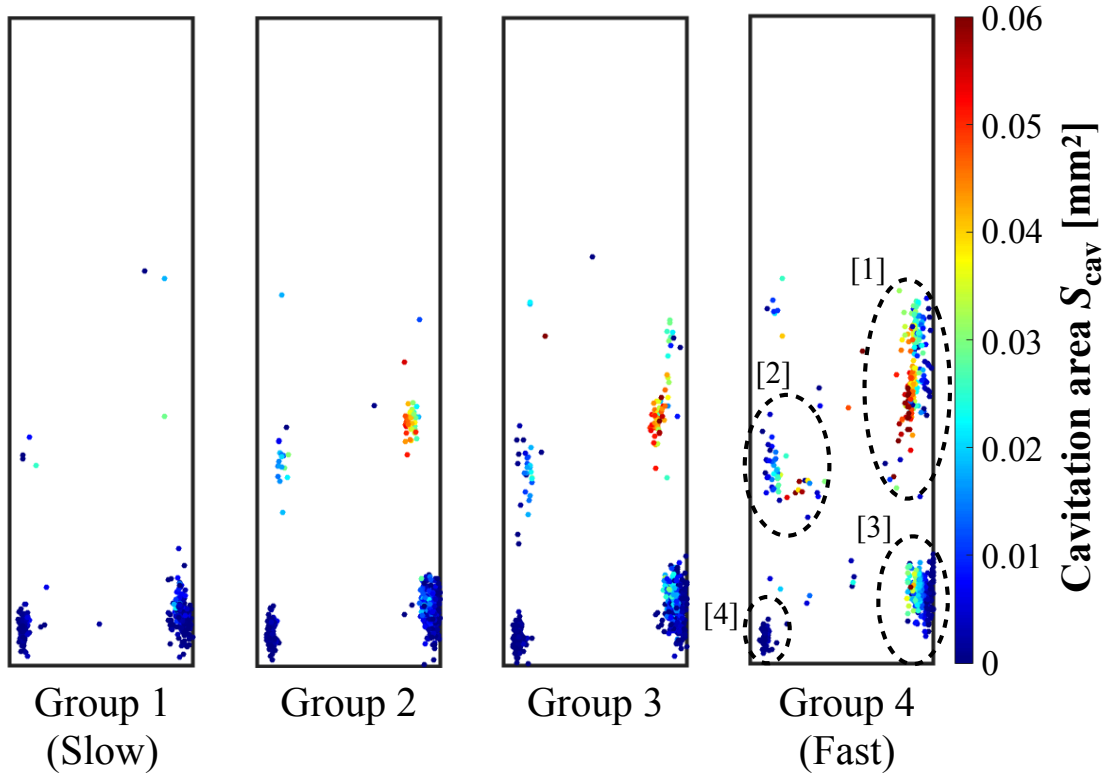 0.06
0.05
0.04
0.03
0.02
0.01
0
Cavitation area S_cav [mm²]
[1]
[2]
[3]
[4]
Group 1
(Slow)
Group 2
Group 3
Group 4
(Fast)